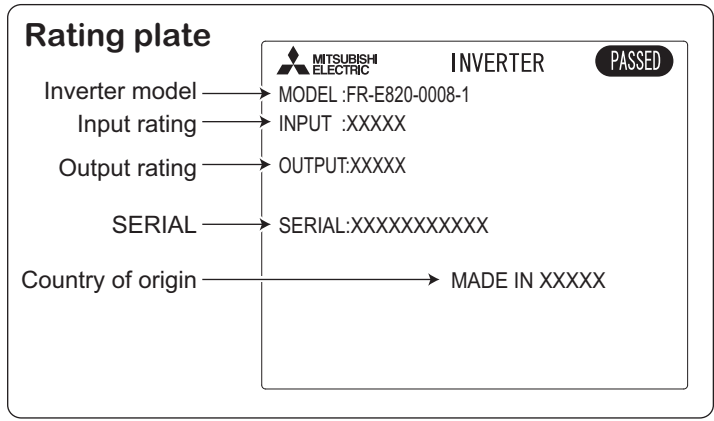 Rating plate
MITSUBISHI
ELECTRIC
INVERTER
PASSED
Inverter model
MODEL :FR-E820-0008-1
Input rating
INPUT :XXXXX
Output rating
OUTPUT:XXXXX
SERIAL
SERIAL:XXXXXXXXXXX
Country of origin
MADE IN XXXXX